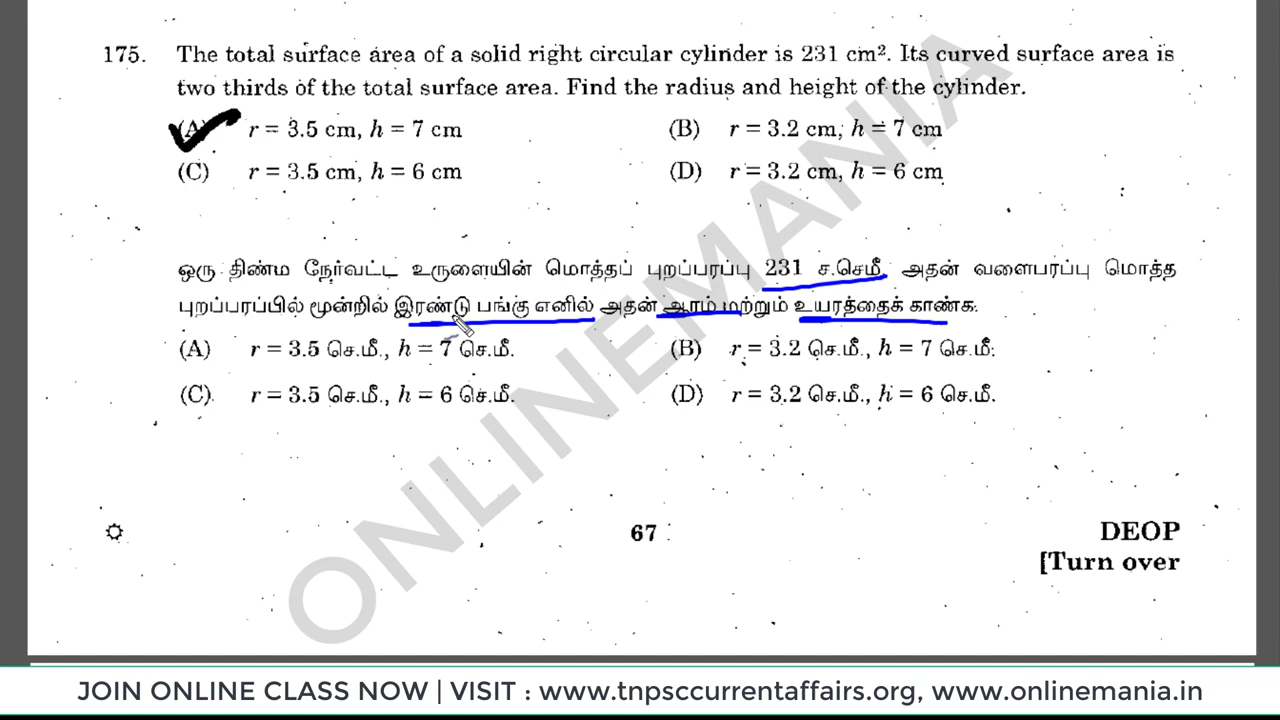 175. The total surface area of a solid right circular cylinder is 231 cm². Its curved surface area is
two thirds of the total surface area. Find the radius and height of the cylinder.
(A) r = 3.5 cm, h = 7 cm (B) r = 3.2 cm, h = 7 cm
(C) r = 3.5 cm, h = 6 cm (D) r = 3.2 cm, h = 6 cm
ஒரு திண்ம நேர்வட்ட உருளையின் மொத்தப் புறப்பரப்பு 231 ச.செமீ அதன் வளைபரப்பு மொத்த
புறப்பரப்பில் மூன்றில் இரண்டு பங்கு எனில் அதன் ஆரம் மற்றும் உயரத்தைக் காண்க.
(A) r = 3.5 செ.மீ., h = 7 செ.மீ. (B) r = 3.2 செ.மீ., h = 7 செ.மீ.
(C) r = 3.5 செ.மீ., h = 6 செ.மீ. (D) r = 3.2 செ.மீ., h = 6 செ.மீ.
ONLINEMANIA
67 DEOP
[Turn over
JOIN ONLINE CLASS NOW | VISIT : www.tnpsccurrentaffairs.org, www.onlinemania.in